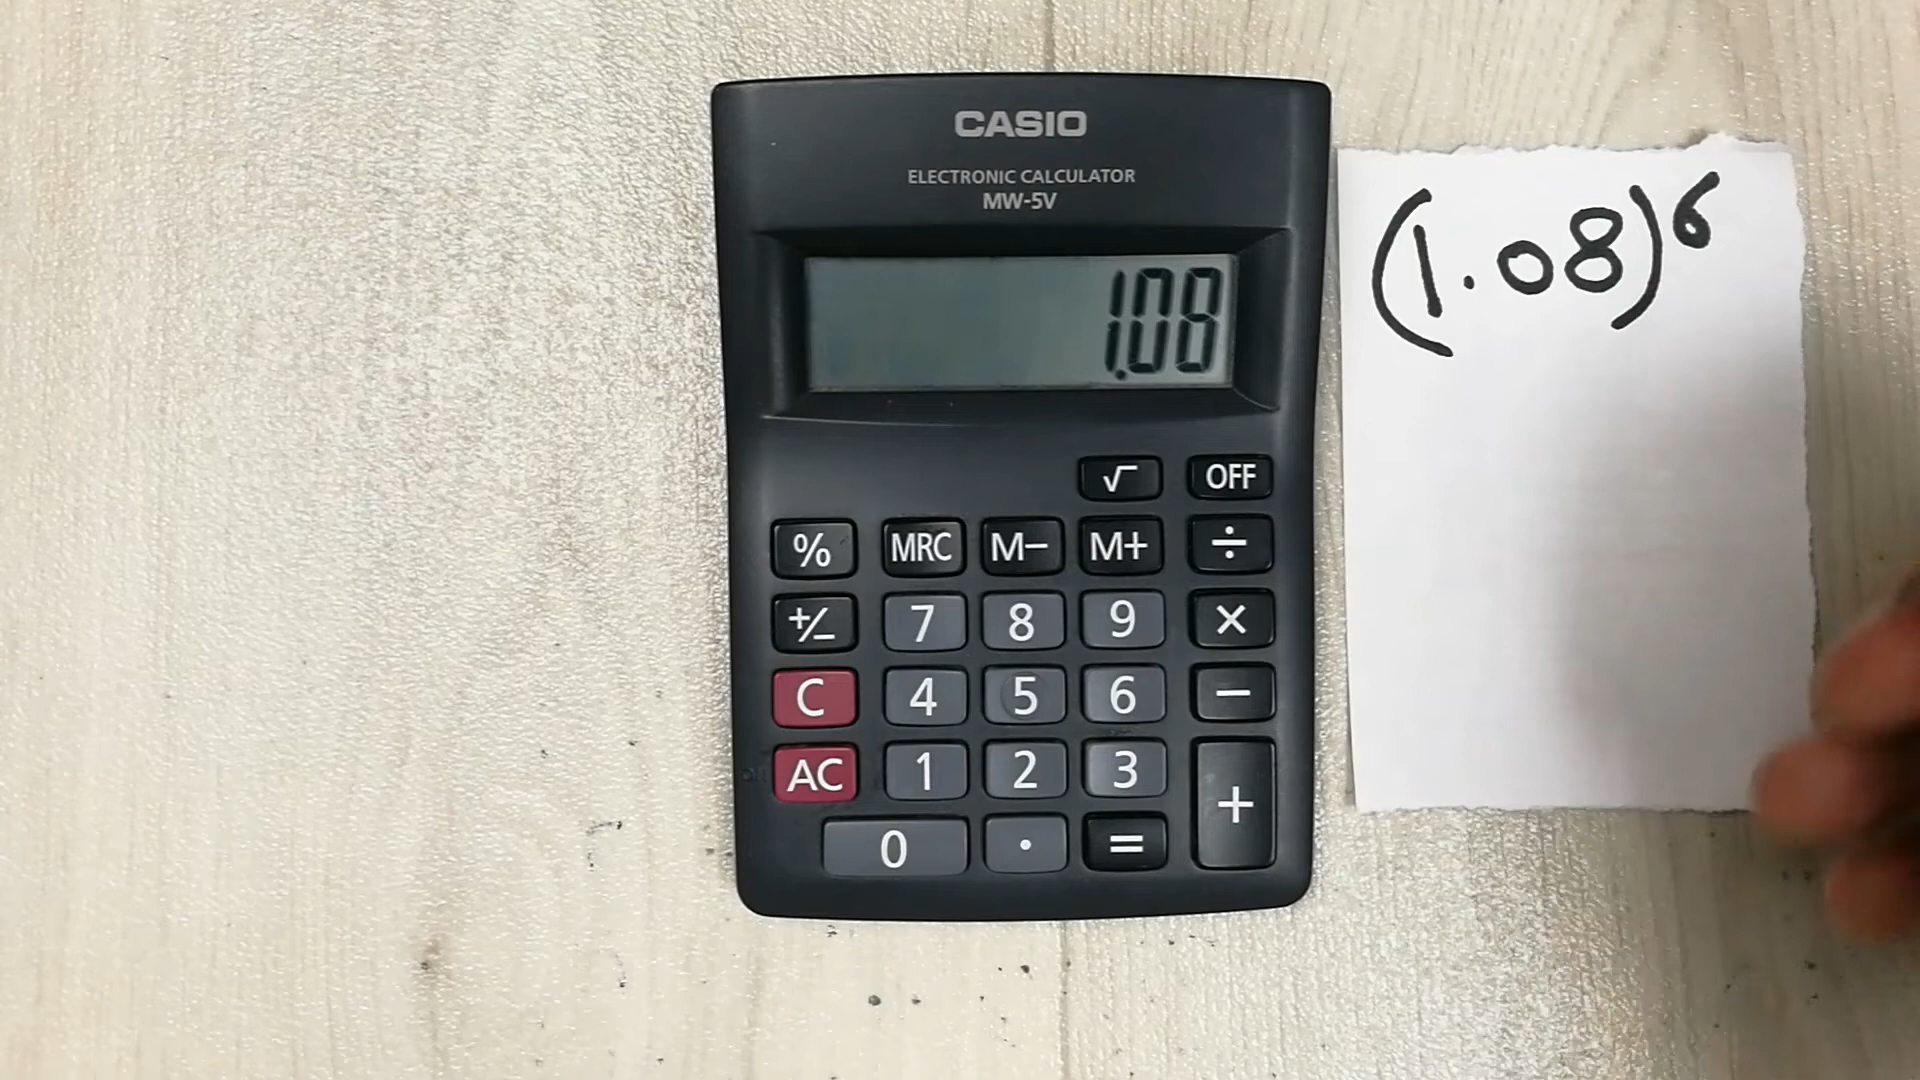 CASIO
ELECTRONIC CALCULATOR
MW-5V
1.08
(1.08)⁶
√ OFF
% MRC M− M+ ÷
+/− 7 8 9 ×
C 4 5 6 −
AC 1 2 3 +
0 . =